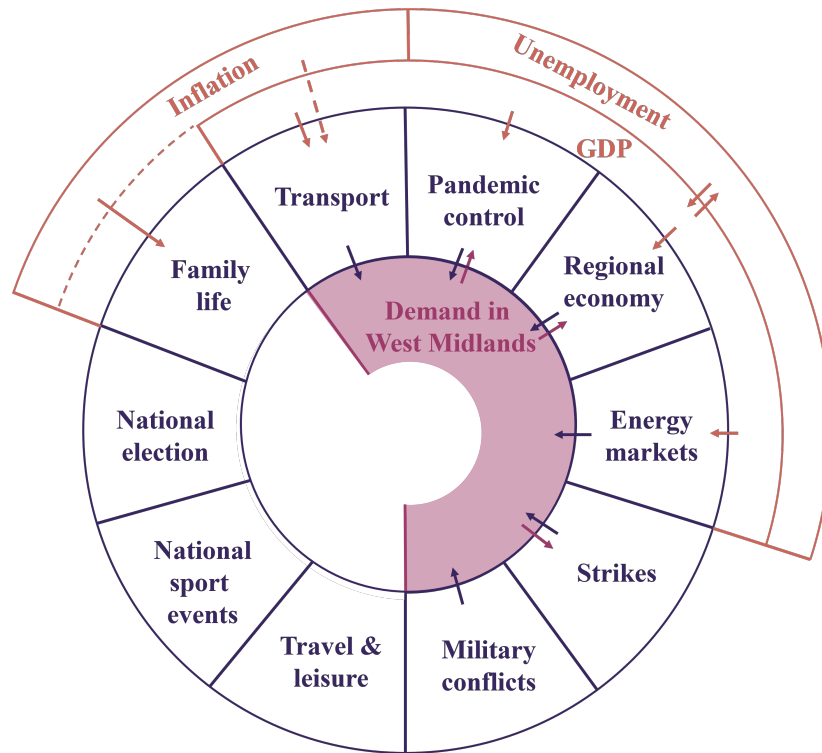 Inflation
Unemployment
GDP
Transport
Pandemic
control
Family
life
Regional
economy
Demand in
West Midlands
National
election
Energy
markets
National
sport
events
Strikes
Travel &
leisure
Military
conflicts